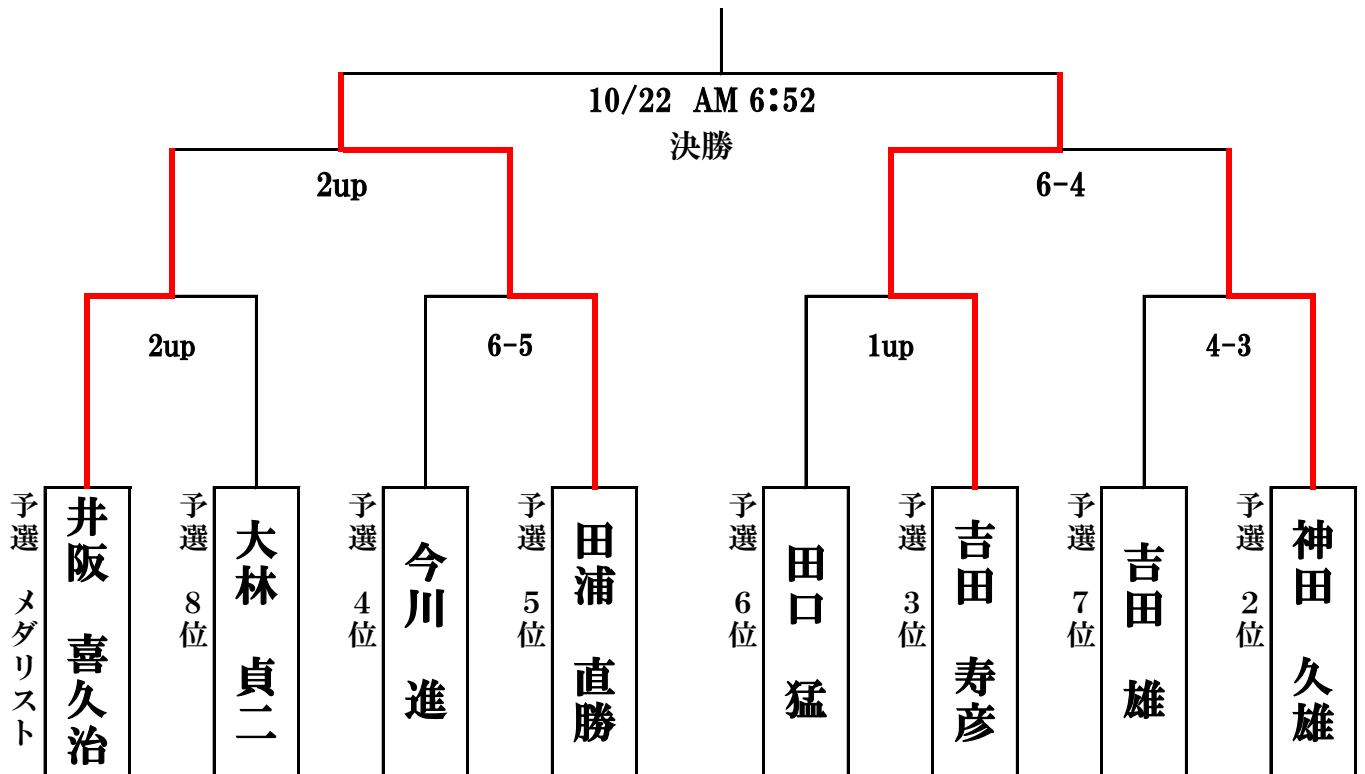 10/22 AM 6:52
決勝
2up
6-4
2up
6-5
1up
4-3
予選 メダリスト
井阪 喜久治
予選 8位
大林 貞二
予選 4位
今川 進
予選 5位
田浦 直勝
予選 6位
田口 猛
予選 3位
吉田 寿彦
予選 7位
吉田 雄
予選 2位
神田 久雄